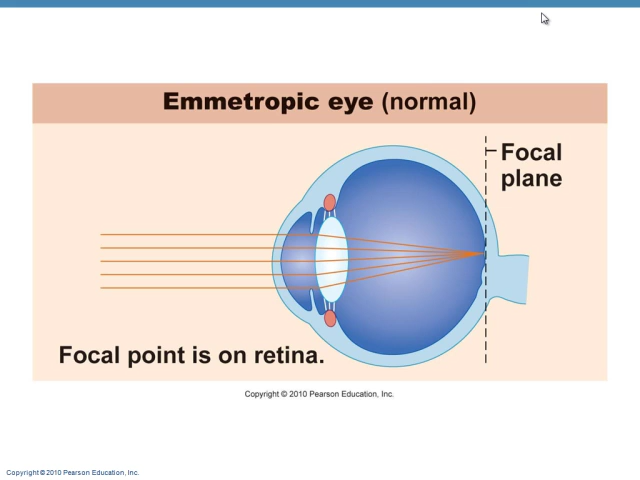 Emmetropic eye (normal)
Focal
plane
Focal point is on retina.
Copyright © 2010 Pearson Education, Inc.
Copyright © 2010 Pearson Education, Inc.